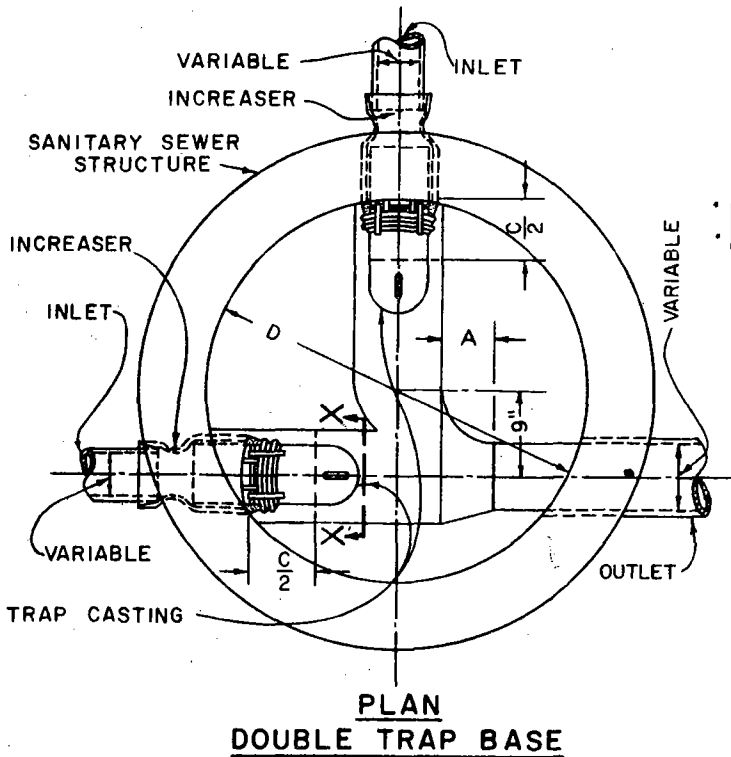 VARIABLE
INLET
INCREASER
SANITARY SEWER
STRUCTURE
C/2
VARIABLE
INCREASER
INLET
D
A
X
9"
X
VARIABLE
C/2
OUTLET
TRAP CASTING
PLAN
DOUBLE TRAP BASE